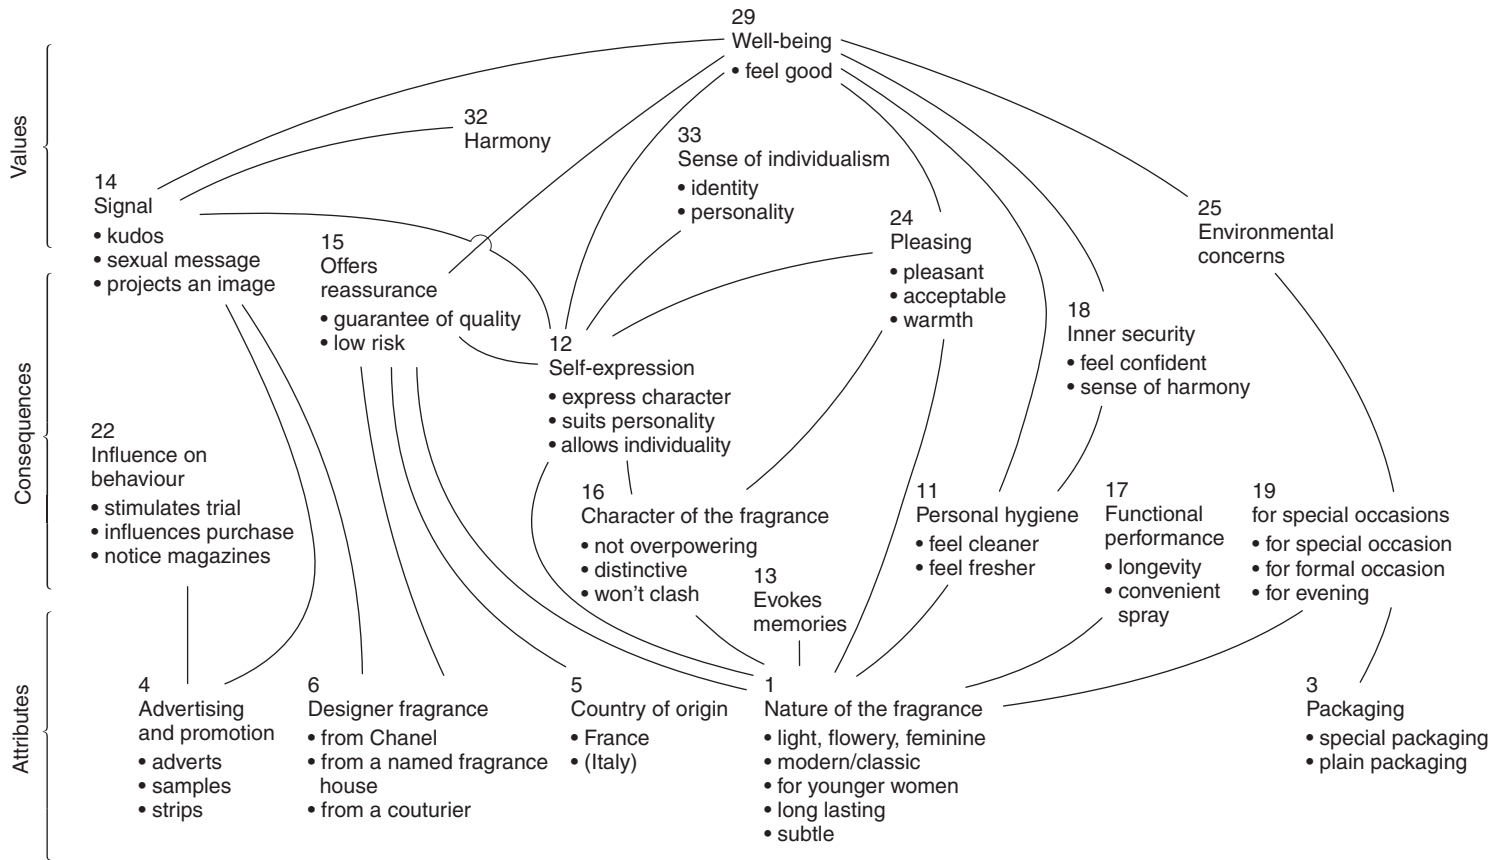 29
Well-being
• feel good
32
Harmony
33
Sense of individualism
• identity
• personality
Values
14
Signal
• kudos
• sexual message
• projects an image
15
Offers
reassurance
• guarantee of quality
• low risk
24
Pleasing
• pleasant
• acceptable
• warmth
25
Environmental
concerns
18
Inner security
• feel confident
• sense of harmony
12
Self-expression
• express character
• suits personality
• allows individuality
Consequences
22
Influence on
behaviour
• stimulates trial
• influences purchase
• notice magazines
16
Character of the fragrance
• not overpowering
• distinctive
• won't clash
13
Evokes
memories
11
Personal hygiene
• feel cleaner
• feel fresher
17
Functional
performance
• longevity
• convenient
spray
19
for special occasions
• for special occasion
• for formal occasion
• for evening
Attributes
4
Advertising
and promotion
• adverts
• samples
• strips
6
Designer fragrance
• from Chanel
• from a named fragrance
house
• from a couturier
5
Country of origin
• France
• (Italy)
1
Nature of the fragrance
• light, flowery, feminine
• modern/classic
• for younger women
• long lasting
• subtle
3
Packaging
• special packaging
• plain packaging